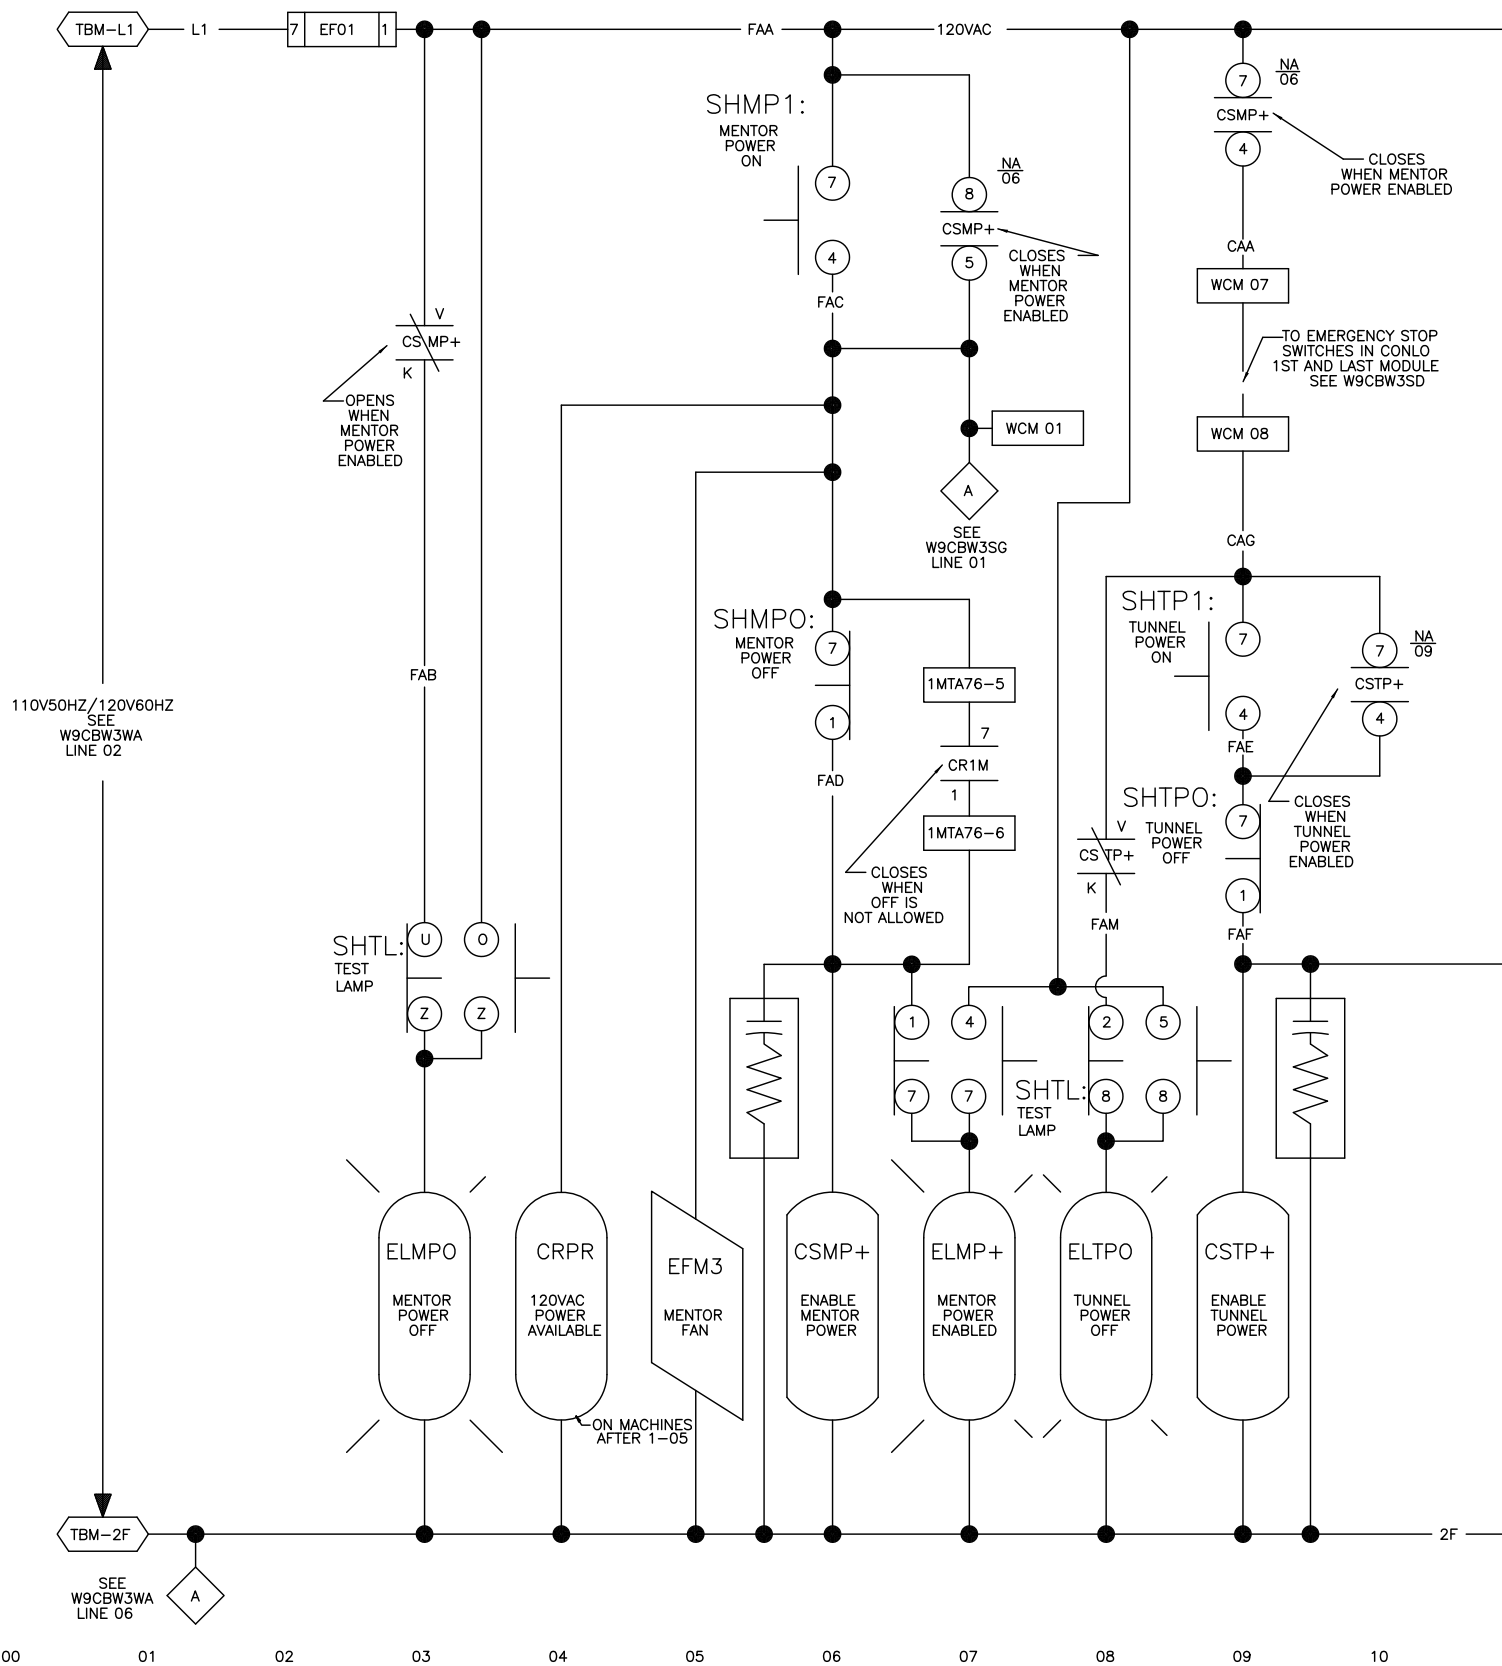 TBM-L1
L1
7
EF01
1
FAA
120VAC
7
NA
06
CSMP+
4
CLOSES
WHEN MENTOR
POWER ENABLED
SHMP1:
MENTOR
POWER
ON
7
4
FAC
8
NA
06
CSMP+
5
CLOSES
WHEN
MENTOR
POWER
ENABLED
CAA
WCM 07
TO EMERGENCY STOP
SWITCHES IN CONLO
1ST AND LAST MODULE
SEE W9CBW3SD
WCM 08
CAG
V
CS MP+
K
OPENS
WHEN
MENTOR
POWER
ENABLED
WCM 01
A
SEE
W9CBW3SG
LINE 01
FAB
110V50HZ/120V60HZ
SEE
W9CBW3WA
LINE 02
SHMPO:
MENTOR
POWER
OFF
7
1
FAD
1MTA76-5
7
CR1M
1
1MTA76-6
CLOSES
WHEN
OFF IS
NOT ALLOWED
SHTP1:
TUNNEL
POWER
ON
7
4
FAE
7
NA
09
CSTP+
4
CLOSES
WHEN
TUNNEL
POWER
ENABLED
SHTPO:
TUNNEL
POWER
OFF
7
1
FAF
V
CS TP+
K
FAM
SHTL:
TEST
LAMP
U
O
Z
Z
1
4
7
7
SHTL:
TEST
LAMP
2
5
8
8
ELMPO
MENTOR
POWER
OFF
CRPR
120VAC
POWER
AVAILABLE
ON MACHINES
AFTER 1-05
EFM3
MENTOR
FAN
CSMP+
ENABLE
MENTOR
POWER
ELMP+
MENTOR
POWER
ENABLED
ELTPO
TUNNEL
POWER
OFF
CSTP+
ENABLE
TUNNEL
POWER
TBM-2F
2F
SEE
W9CBW3WA
LINE 06
A
00 01 02 03 04 05 06 07 08 09 10